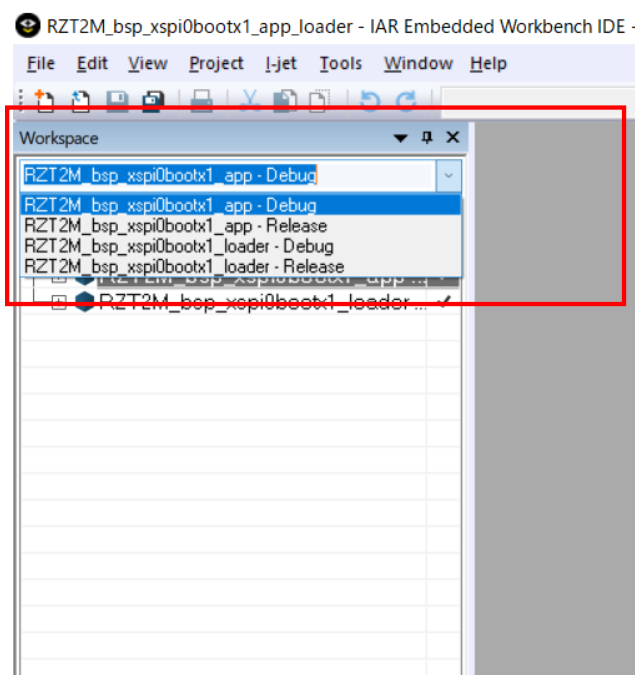 RZT2M_bsp_xspi0bootx1_app_loader - IAR Embedded Workbench IDE -
File Edit View Project I-jet Tools Window Help
Workspace
RZT2M_bsp_xspi0bootx1_app - Debug
RZT2M_bsp_xspi0bootx1_app - Debug
RZT2M_bsp_xspi0bootx1_app - Release
RZT2M_bsp_xspi0bootx1_loader - Debug
RZT2M_bsp_xspi0bootx1_loader - Release
RZT2M_bsp_xspi0bootx1_app ...
RZT2M_bsp_xspi0bootx1_loader ...